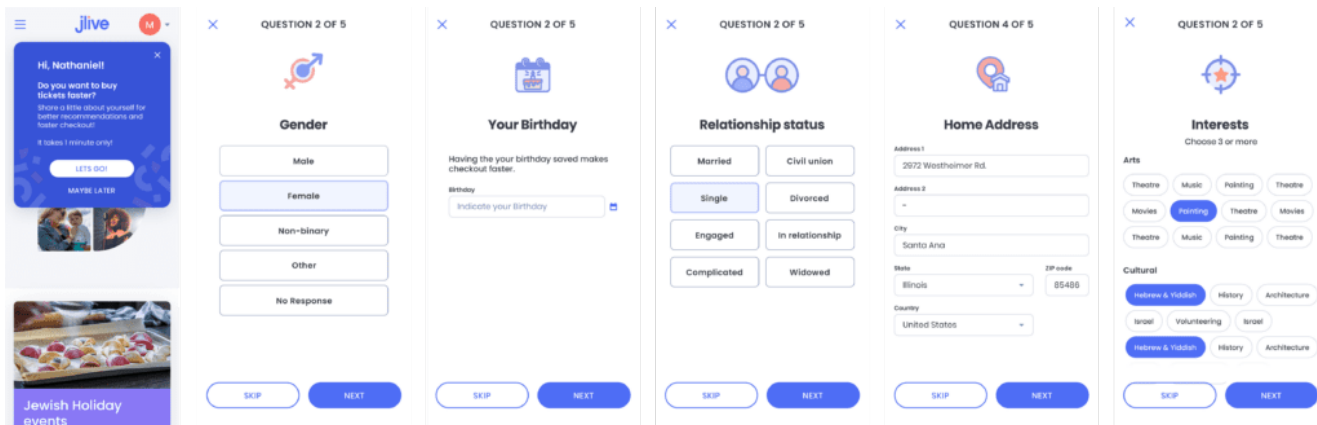 jlive
M
Hi, Nathaniel!
Do you want to buy
tickets faster?
Share a little about yourself for
better recommendations and
faster checkout!
It takes 1 minute only!
LETS GO!
MAYBE LATER
Jewish Holiday
events
QUESTION 2 OF 5
Gender
Male
Female
Non-binary
Other
No Response
SKIP
NEXT
QUESTION 2 OF 5
Your Birthday
Having the your birthday saved makes
checkout faster.
Birthday
Indicate your Birthday
SKIP
NEXT
QUESTION 2 OF 5
Relationship status
Married Civil union
Single Divorced
Engaged In relationship
Complicated Widowed
SKIP
NEXT
QUESTION 4 OF 5
Home Address
Address 1
2972 Westheimer Rd.
Address 2
-
City
Santa Ana
State ZIP code
Illinois 85486
Country
United States
SKIP
NEXT
QUESTION 2 OF 5
Interests
Choose 3 or more
Arts
Theatre Music Painting Theatre
Movies Painting Theatre Movies
Theatre Music Painting Theatre
Cultural
Hebrew & Yiddish History Architecture
Israel Volunteering Israel
Hebrew & Yiddish History Architecture
SKIP
NEXT